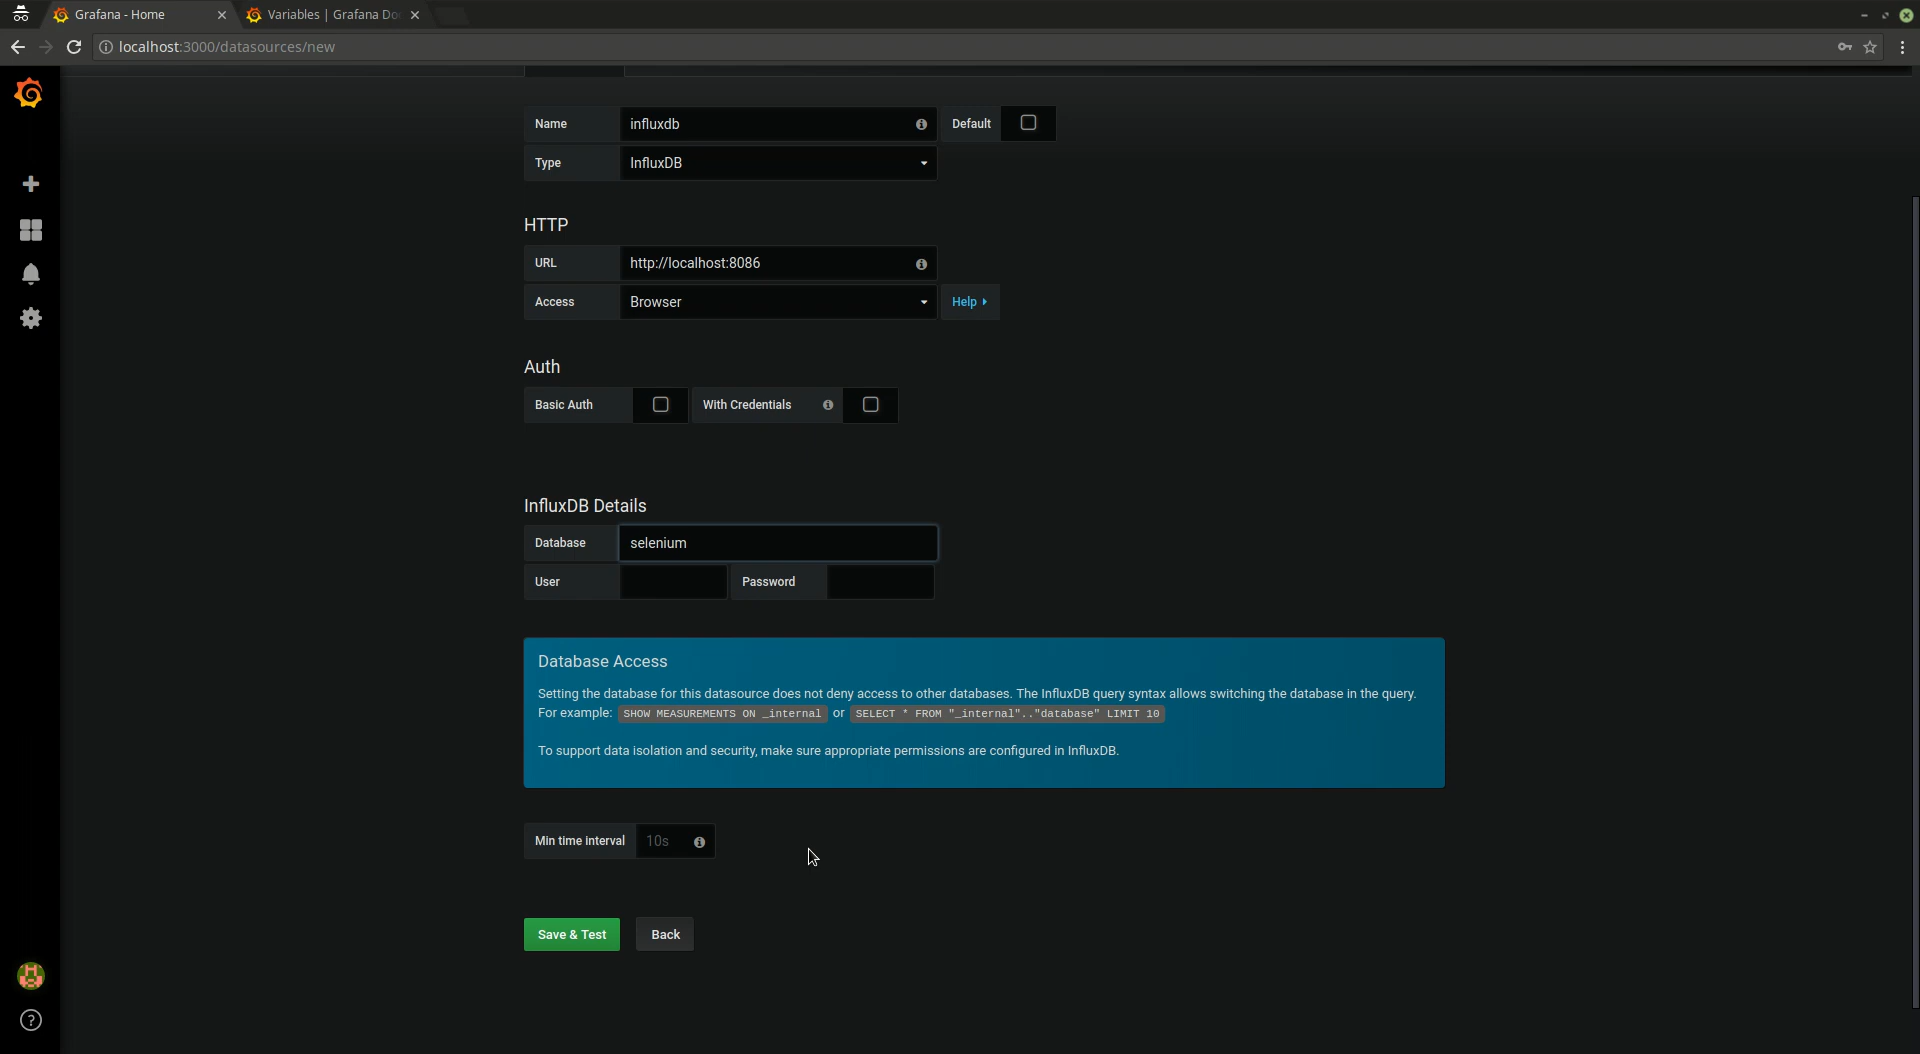 Grafana - Home
Variables | Grafana Do
localhost:3000/datasources/new
Name
influxdb
Default
Type
InfluxDB
HTTP
URL
http://localhost:8086
Access
Browser
Help
Auth
Basic Auth
With Credentials
InfluxDB Details
Database
selenium
User
Password
Database Access
Setting the database for this datasource does not deny access to other databases. The InfluxDB query syntax allows switching the database in the query.
For example: SHOW MEASUREMENTS ON _internal or SELECT * FROM "_internal".."database" LIMIT 10
To support data isolation and security, make sure appropriate permissions are configured in InfluxDB.
Min time interval
10s
Save & Test
Back